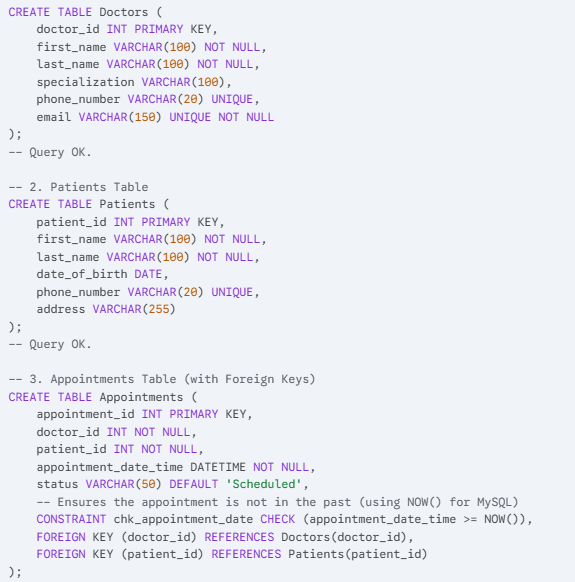 CREATE TABLE Doctors (
    doctor_id INT PRIMARY KEY,
    first_name VARCHAR(100) NOT NULL,
    last_name VARCHAR(100) NOT NULL,
    specialization VARCHAR(100),
    phone_number VARCHAR(20) UNIQUE,
    email VARCHAR(150) UNIQUE NOT NULL
);
-- Query OK.

-- 2. Patients Table
CREATE TABLE Patients (
    patient_id INT PRIMARY KEY,
    first_name VARCHAR(100) NOT NULL,
    last_name VARCHAR(100) NOT NULL,
    date_of_birth DATE,
    phone_number VARCHAR(20) UNIQUE,
    address VARCHAR(255)
);
-- Query OK.

-- 3. Appointments Table (with Foreign Keys)
CREATE TABLE Appointments (
    appointment_id INT PRIMARY KEY,
    doctor_id INT NOT NULL,
    patient_id INT NOT NULL,
    appointment_date_time DATETIME NOT NULL,
    status VARCHAR(50) DEFAULT 'Scheduled',
    -- Ensures the appointment is not in the past (using NOW() for MySQL)
    CONSTRAINT chk_appointment_date CHECK (appointment_date_time >= NOW()),
    FOREIGN KEY (doctor_id) REFERENCES Doctors(doctor_id),
    FOREIGN KEY (patient_id) REFERENCES Patients(patient_id)
);